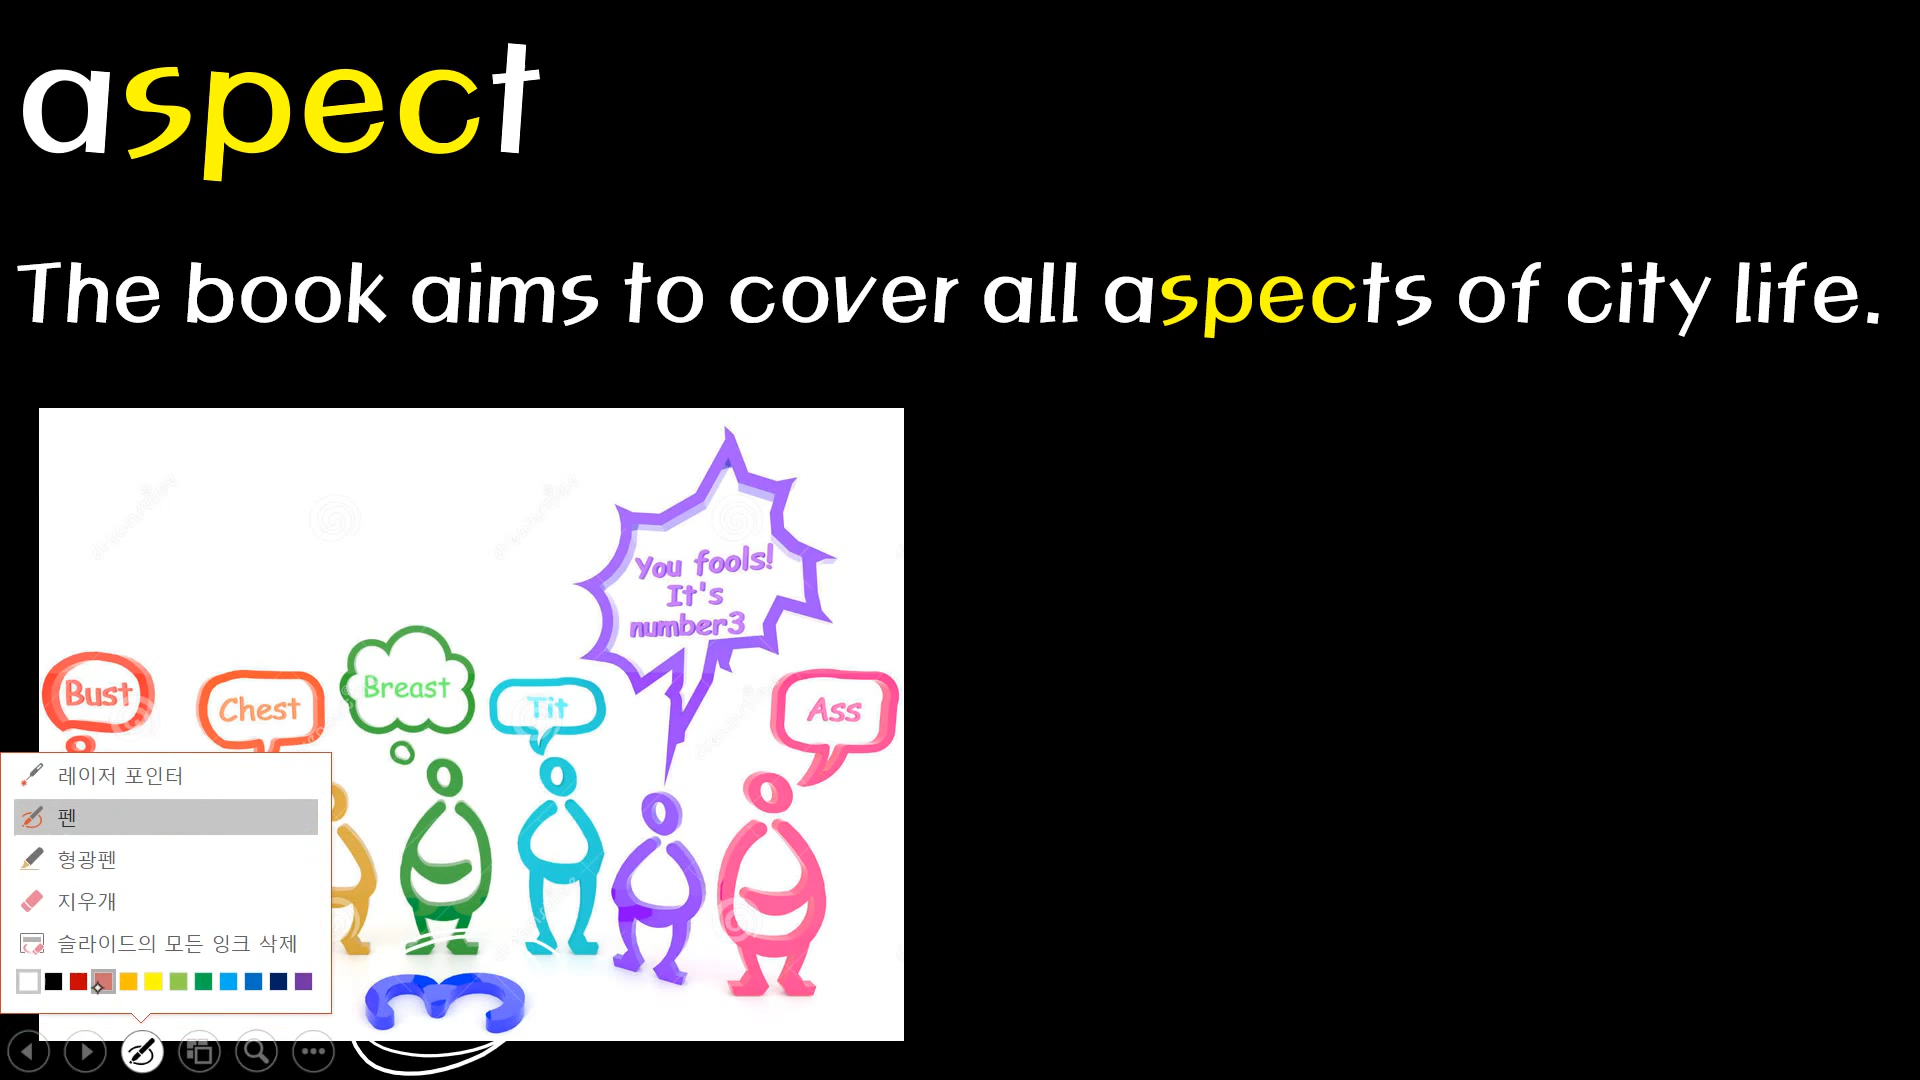 aspect
The book aims to cover all aspects of city life.
You fools!
It's
number3
Bust
Chest
Breast
Tit
Ass
레이저 포인터
펜
형광펜
지우개
슬라이드의 모든 잉크 삭제